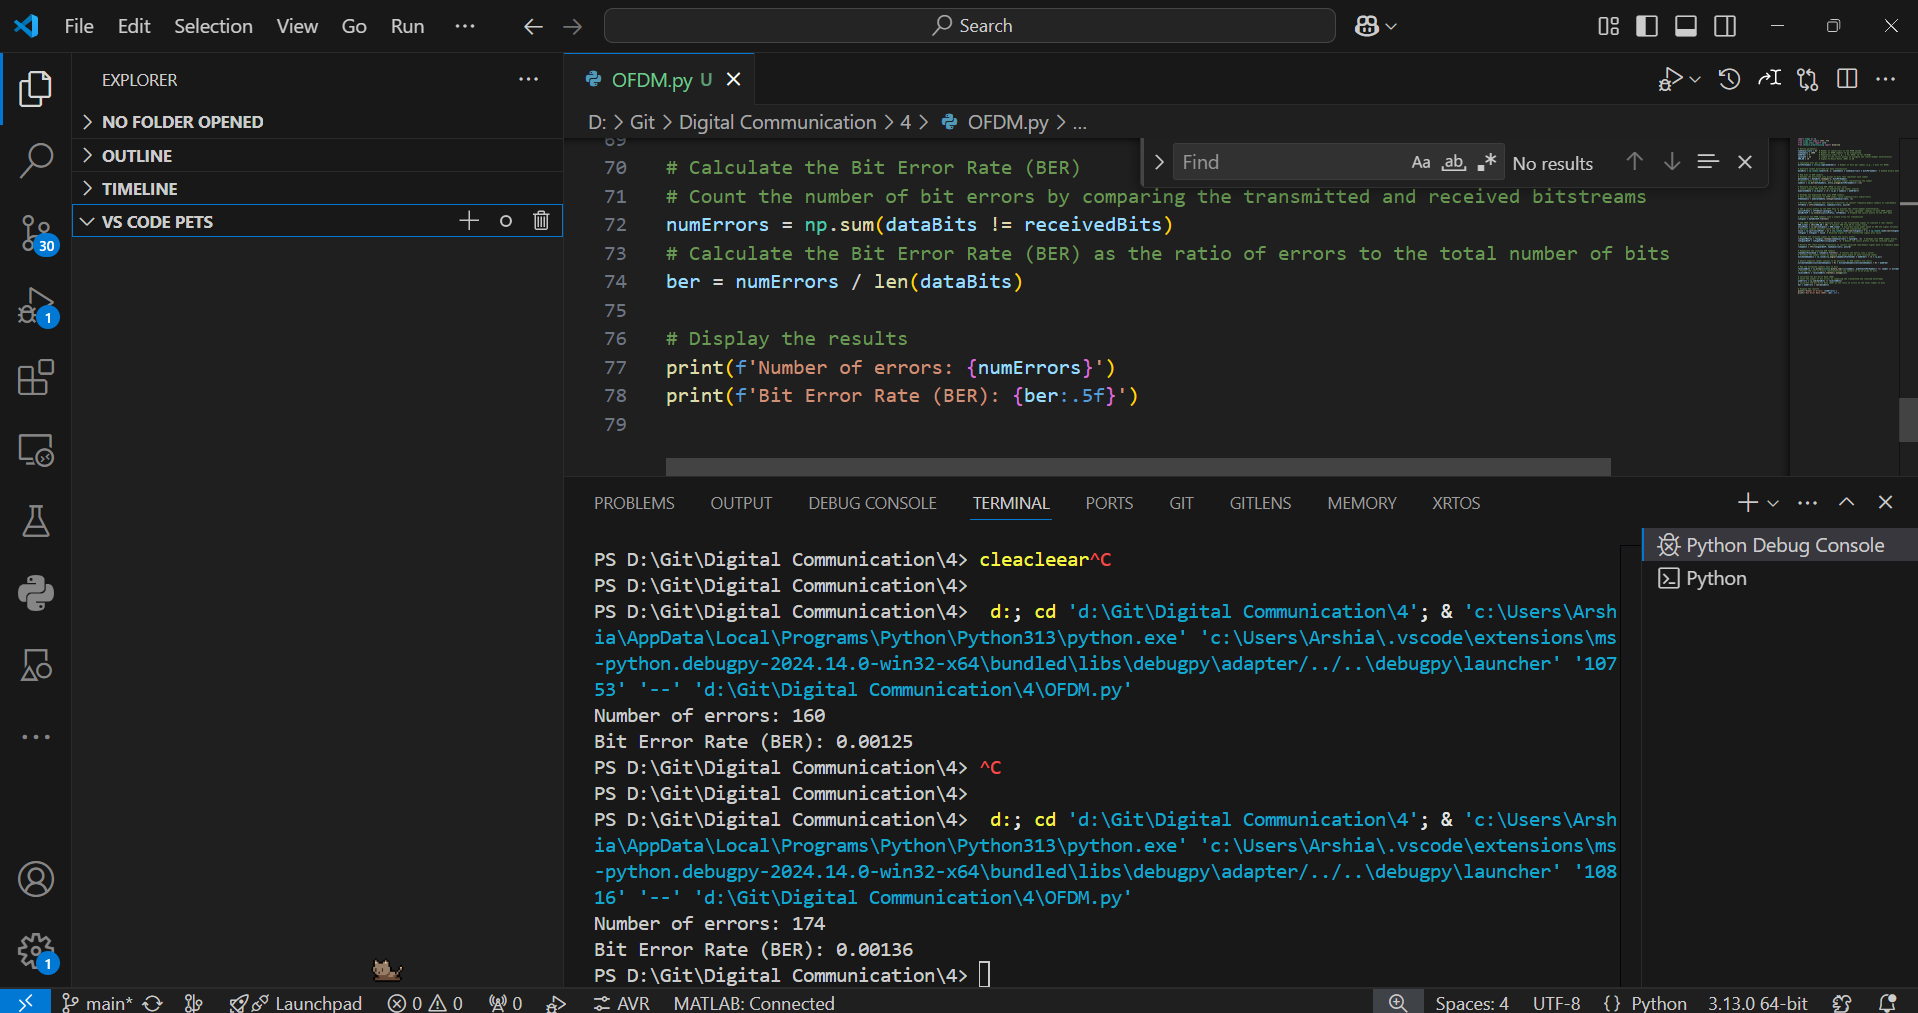 File Edit Selection View Go Run ··· Search
EXPLORER
NO FOLDER OPENED
OUTLINE
TIMELINE
VS CODE PETS
30
1
1
OFDM.py U
D: > Git > Digital Communication > 4 > OFDM.py > ...
Find Aa ab No results
69
70 # Calculate the Bit Error Rate (BER)
71 # Count the number of bit errors by comparing the transmitted and received bitstreams
72 numErrors = np.sum(dataBits != receivedBits)
73 # Calculate the Bit Error Rate (BER) as the ratio of errors to the total number of bits
74 ber = numErrors / len(dataBits)
75
76 # Display the results
77 print(f'Number of errors: {numErrors}')
78 print(f'Bit Error Rate (BER): {ber:.5f}')
79
PROBLEMS OUTPUT DEBUG CONSOLE TERMINAL PORTS GIT GITLENS MEMORY XRTOS
PS D:\Git\Digital Communication\4> cleacleear^C
PS D:\Git\Digital Communication\4>
PS D:\Git\Digital Communication\4>  d:; cd 'd:\Git\Digital Communication\4'; & 'c:\Users\Arsh
ia\AppData\Local\Programs\Python\Python313\python.exe' 'c:\Users\Arshia\.vscode\extensions\ms
-python.debugpy-2024.14.0-win32-x64\bundled\libs\debugpy\adapter/../..\debugpy\launcher' '107
53' '--' 'd:\Git\Digital Communication\4\OFDM.py'
Number of errors: 160
Bit Error Rate (BER): 0.00125
PS D:\Git\Digital Communication\4> ^C
PS D:\Git\Digital Communication\4>
PS D:\Git\Digital Communication\4>  d:; cd 'd:\Git\Digital Communication\4'; & 'c:\Users\Arsh
ia\AppData\Local\Programs\Python\Python313\python.exe' 'c:\Users\Arshia\.vscode\extensions\ms
-python.debugpy-2024.14.0-win32-x64\bundled\libs\debugpy\adapter/../..\debugpy\launcher' '108
16' '--' 'd:\Git\Digital Communication\4\OFDM.py'
Number of errors: 174
Bit Error Rate (BER): 0.00136
PS D:\Git\Digital Communication\4>
Python Debug Console
Python
main* Launchpad 0 0 0 AVR MATLAB: Connected Spaces: 4 UTF-8 {} Python 3.13.0 64-bit